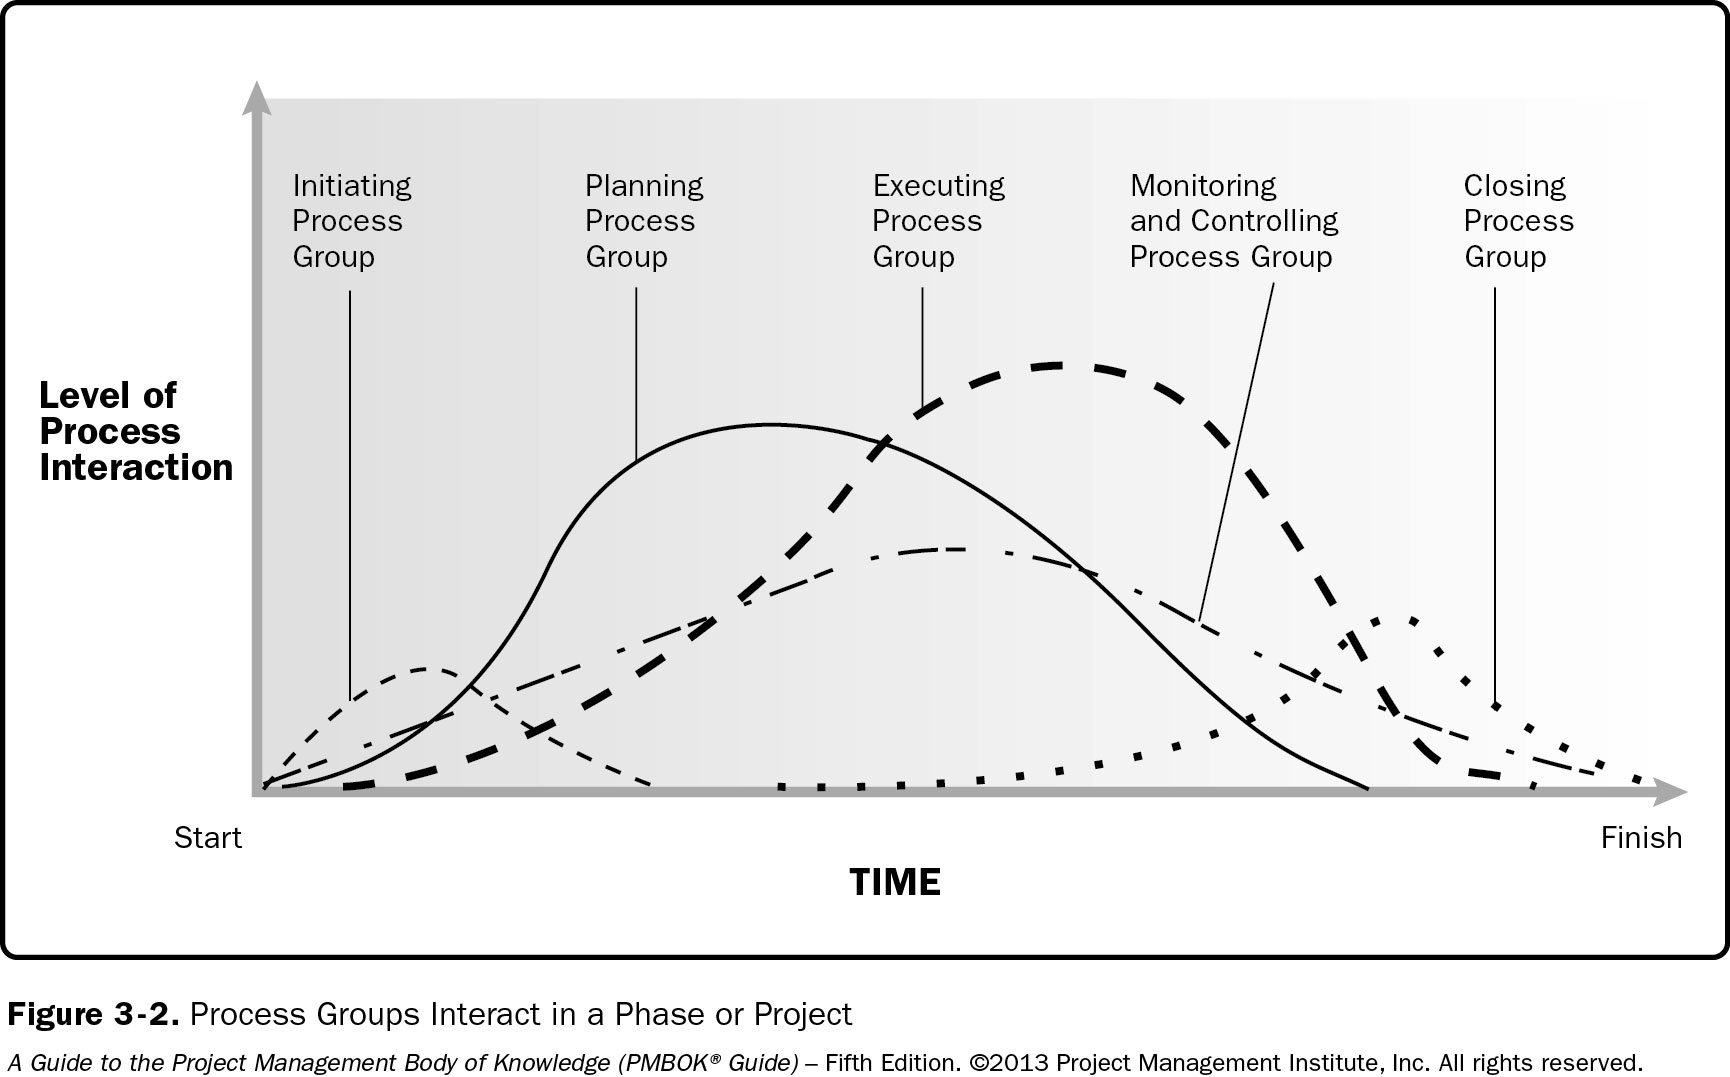 Initiating
Process
Group
Planning
Process
Group
Executing
Process
Group
Monitoring
and Controlling
Process Group
Closing
Process
Group
Level of
Process
Interaction
Start
Finish
TIME
Figure 3-2. Process Groups Interact in a Phase or Project
A Guide to the Project Management Body of Knowledge (PMBOK® Guide) – Fifth Edition. ©2013 Project Management Institute, Inc. All rights reserved.